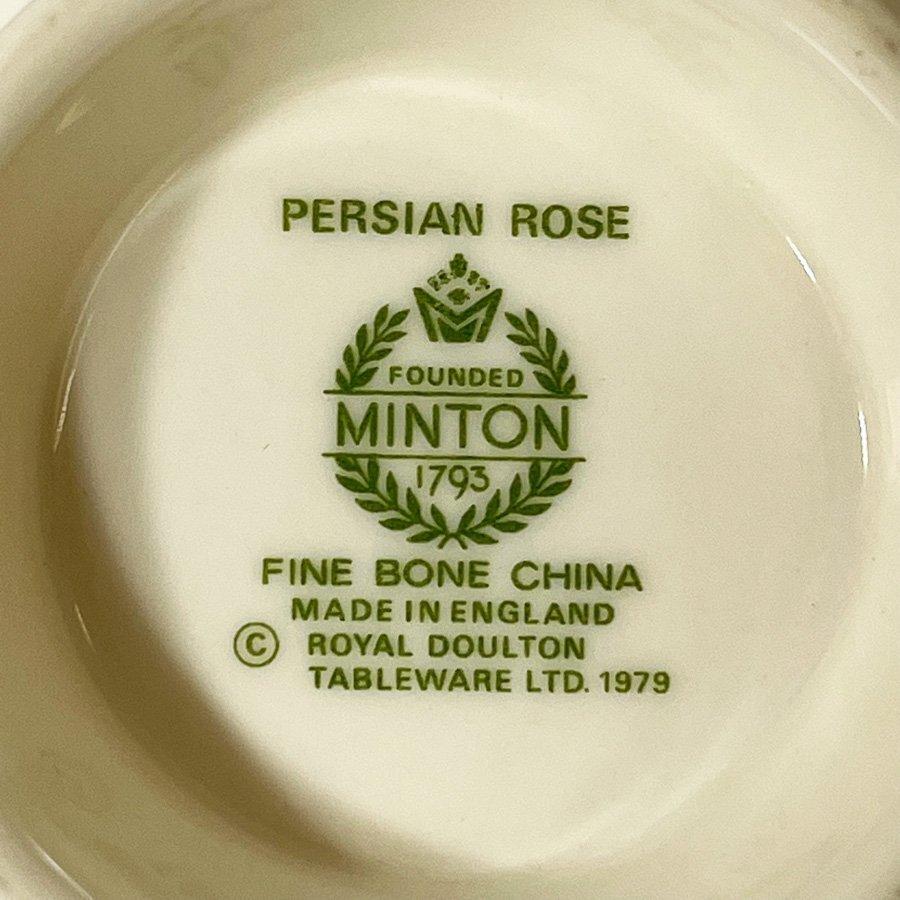 PERSIAN ROSE
FOUNDED
MINTON
1793
FINE BONE CHINA
MADE IN ENGLAND
© ROYAL DOULTON
TABLEWARE LTD. 1979